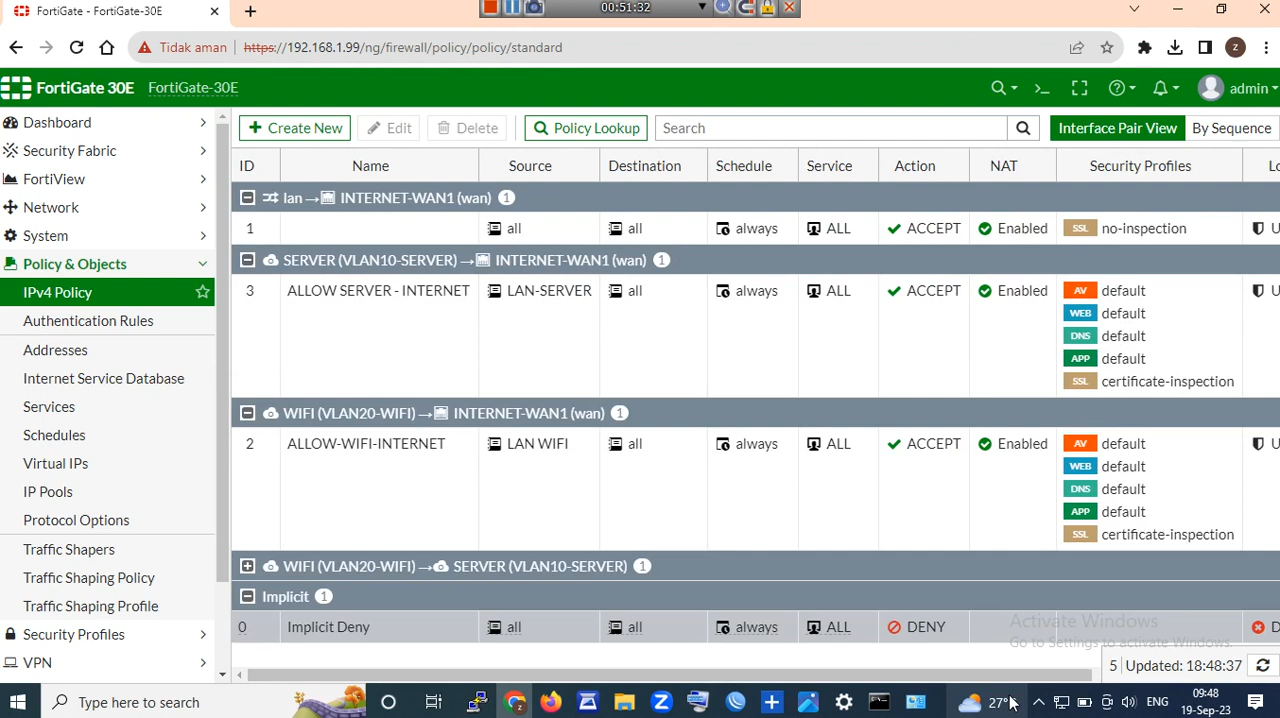 FortiGate - FortiGate-30E
00:51:32
Tidak aman https://192.168.1.99/ng/firewall/policy/policy/standard
z
FortiGate 30E FortiGate-30E admin
Dashboard
Security Fabric
FortiView
Network
System
Policy & Objects
IPv4 Policy
Authentication Rules
Addresses
Internet Service Database
Services
Schedules
Virtual IPs
IP Pools
Protocol Options
Traffic Shapers
Traffic Shaping Policy
Traffic Shaping Profile
Security Profiles
VPN
Create New Edit Delete Policy Lookup Search Interface Pair View By Sequence
ID Name Source Destination Schedule Service Action NAT Security Profiles Lo
lan → INTERNET-WAN1 (wan) 1
1 all all always ALL ACCEPT Enabled SSL no-inspection U
SERVER (VLAN10-SERVER) → INTERNET-WAN1 (wan) 1
3 ALLOW SERVER - INTERNET LAN-SERVER all always ALL ACCEPT Enabled AV default U
WEB default
DNS default
APP default
SSL certificate-inspection
WIFI (VLAN20-WIFI) → INTERNET-WAN1 (wan) 1
2 ALLOW-WIFI-INTERNET LAN WIFI all always ALL ACCEPT Enabled AV default U
WEB default
DNS default
APP default
SSL certificate-inspection
WIFI (VLAN20-WIFI) → SERVER (VLAN10-SERVER) 1
Implicit 1
0 Implicit Deny all all always ALL DENY D
Activate Windows
Go to Settings to activate Windows.
5 Updated: 18:48:37
Type here to search
27°
ENG
09:48
19-Sep-23